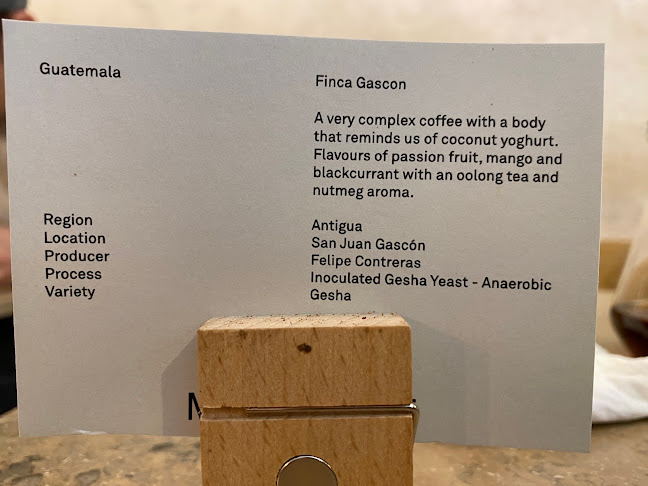 Guatemala
Finca Gascon
A very complex coffee with a body
that reminds us of coconut yoghurt.
Flavours of passion fruit, mango and
blackcurrant with an oolong tea and
nutmeg aroma.
Region Antigua
Location San Juan Gascón
Producer Felipe Contreras
Process Inoculated Gesha Yeast - Anaerobic
Variety Gesha